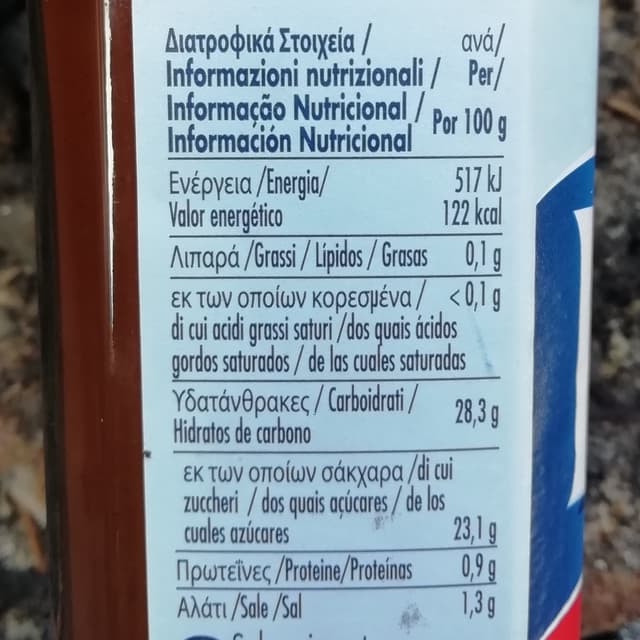 Διατροφικά Στοιχεία / ανά/
Informazioni nutrizionali / Per/
Informação Nutricional / Por 100 g
Información Nutricional
Ενέργεια /Energia/ 517 kJ
Valor energético 122 kcal
Λιπαρά /Grassi / Lípidos / Grasas 0,1 g
εκ των οποίων κορεσμένα / <0,1 g
di cui acidi grassi saturi /dos quais ácidos
gordos saturados / de las cuales saturadas
Υδατάνθρακες / Carboidrati / 28,3 g
Hidratos de carbono
εκ των οποίων σάκχαρα /di cui
zuccheri / dos quais açúcares / de los
cuales azúcares 23,1 g
Πρωτεΐνες /Proteine/Proteínas 0,9 g
Αλάτι /Sale /Sal 1,3 g